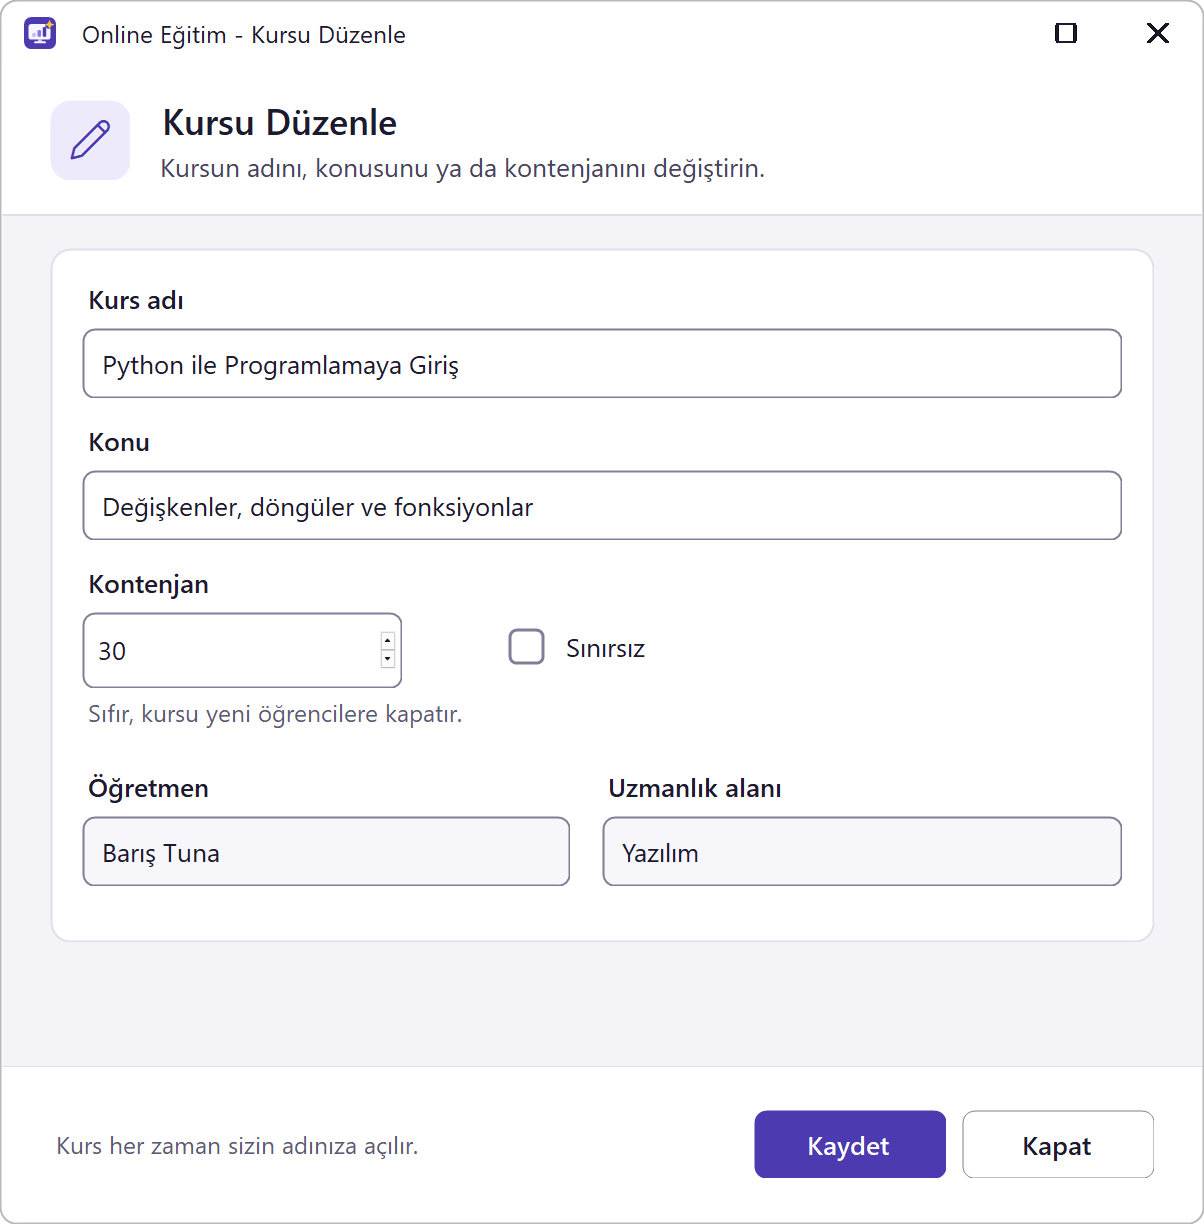 Online Eğitim - Kursu Düzenle
Kursu Düzenle
Kursun adını, konusunu ya da kontenjanını değiştirin.
Kurs adı
Python ile Programlamaya Giriş
Konu
Değişkenler, döngüler ve fonksiyonlar
Kontenjan
30
Sınırsız
Sıfır, kursu yeni öğrencilere kapatır.
Öğretmen
Uzmanlık alanı
Barış Tuna
Yazılım
Kurs her zaman sizin adınıza açılır.
Kaydet
Kapat